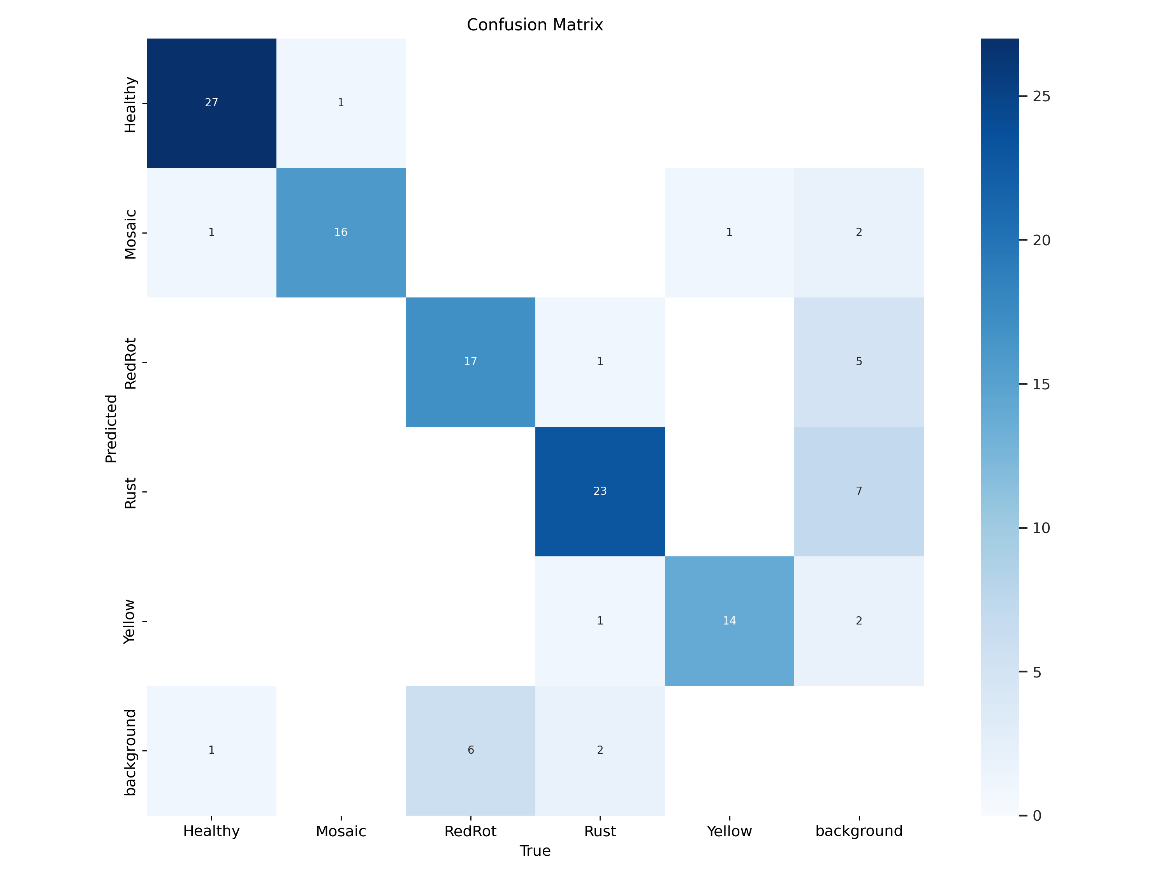 Confusion Matrix
Healthy
27
1
Mosaic
1
16
1
2
RedRot
17
1
5
Predicted
Rust
23
7
Yellow
1
14
2
background
1
6
2
Healthy
Mosaic
RedRot
Rust
Yellow
background
True
25
20
15
10
5
0